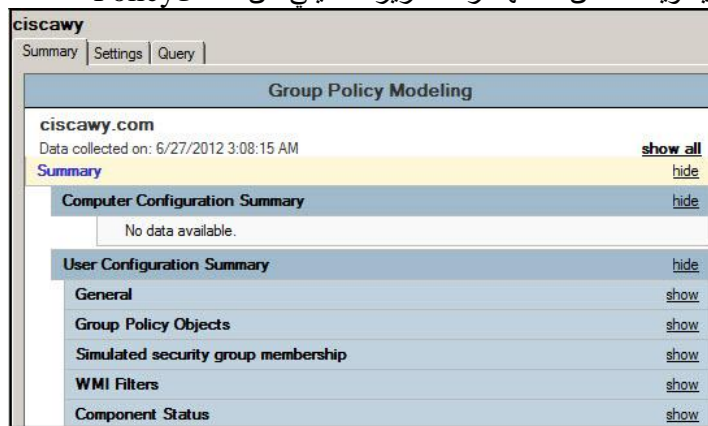 Policy
ciscawy
Summary Settings Query
Group Policy Modeling
ciscawy.com
Data collected on: 6/27/2012 3:08:15 AM show all
Summary hide
Computer Configuration Summary hide
No data available.
User Configuration Summary hide
General show
Group Policy Objects show
Simulated security group membership show
WMI Filters show
Component Status show